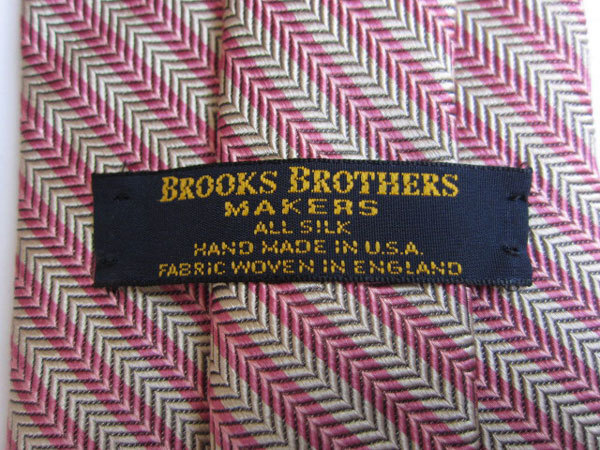 BROOKS BROTHERS
MAKERS
ALL SILK
HAND MADE IN U.S.A.
FABRIC WOVEN IN ENGLAND